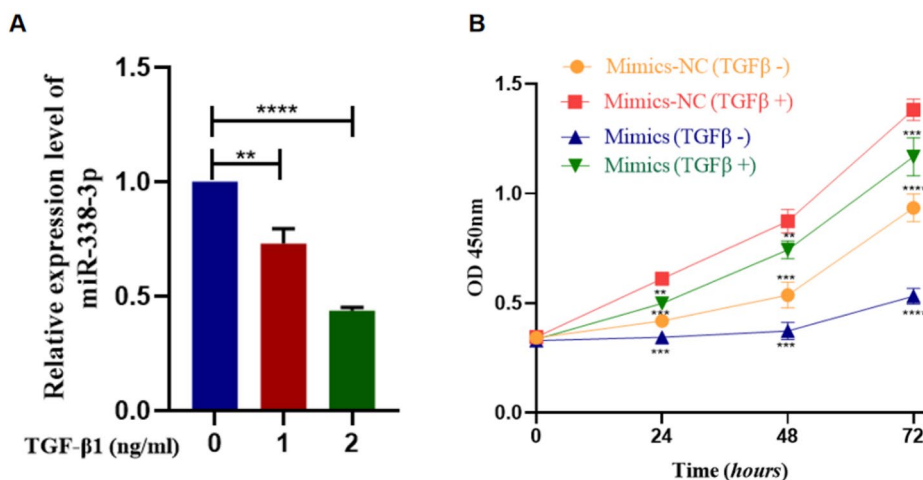 A
Relative expression level of
miR-338-3p
1.5
1.0
0.5
0.0
****
**
TGF-β1 (ng/ml) 0 1 2
B
Mimics-NC (TGFβ -)
Mimics-NC (TGFβ +)
Mimics (TGFβ -)
Mimics (TGFβ +)
OD 450nm
1.5
1.0
0.5
0.0
**
***
***
**
***
***
***
****
****
0 24 48 72
Time (hours)